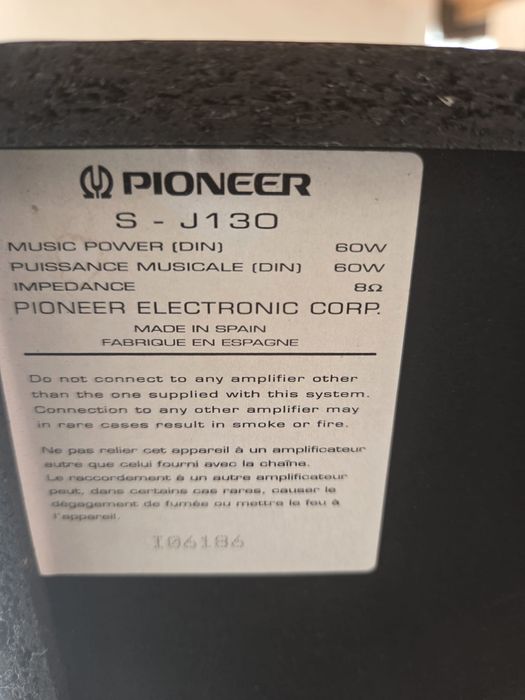 PIONEER
S - J130
MUSIC POWER (DIN) 60W
PUISSANCE MUSICALE (DIN) 60W
IMPEDANCE 8Ω
PIONEER ELECTRONIC CORP.
MADE IN SPAIN
FABRIQUE EN ESPAGNE
Do not connect to any amplifier other
than the one supplied with this system.
Connection to any other amplifier may
in rare cases result in smoke or fire.
Ne pas relier cet appareil à un amplificateur
autre que celui fourni avec la chaîne.
Le raccordement à un autre amplificateur
peut, dans certains cas rares, causer le
dégagement de fumée ou mettre le feu à
l'appareil.
I06186